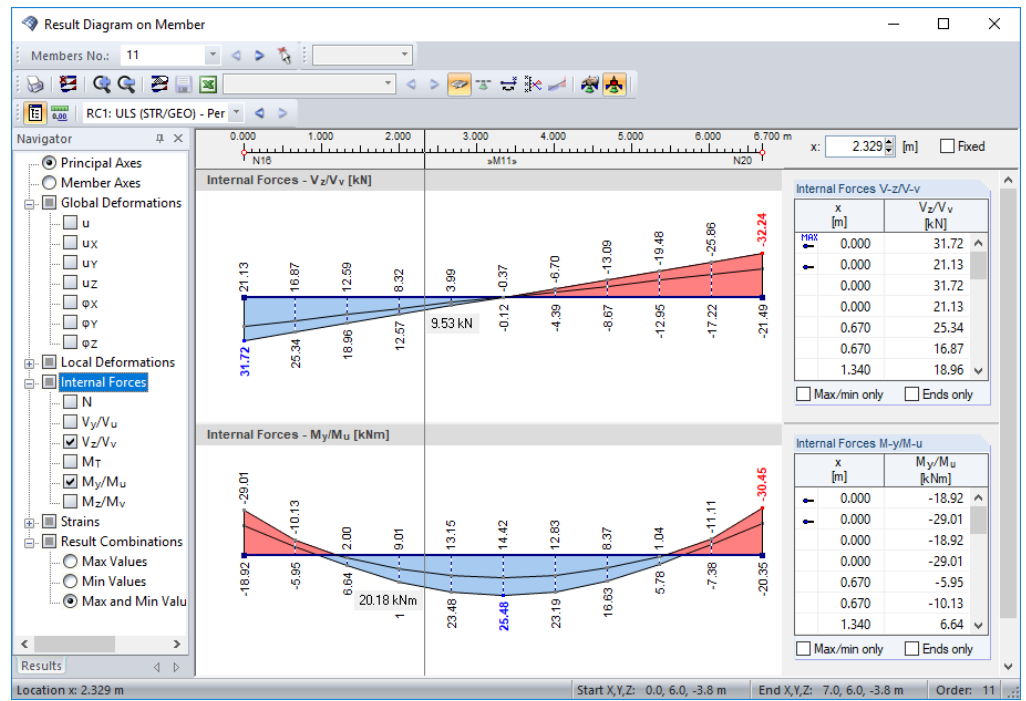 Result Diagram on Member
Members No.: 11
RC1: ULS (STR/GEO) - Per
Navigator
Principal Axes
Member Axes
Global Deformations
u
uX
uY
uZ
φX
φY
φZ
Local Deformations
Internal Forces
N
Vy/Vu
Vz/Vv
MT
My/Mu
Mz/Mv
Strains
Result Combinations
Max Values
Min Values
Max and Min Valu
Results
0.000 1.000 2.000 3.000 4.000 5.000 6.000 6.700 m
N16 »M11» N20
x: 2.329 [m] Fixed
Internal Forces - Vz/Vv [kN]
21.13 16.87 12.59 8.32 3.99 -0.37 -6.70 -13.09 -19.48 -25.86 -32.24
31.72 25.34 18.96 12.57 9.53 kN -0.12 -4.39 -8.67 -12.95 -17.22 -21.49
Internal Forces V-z/V-v
x Vz/Vv
[m] [kN]
MAX 0.000 31.72
0.000 21.13
0.000 31.72
0.000 21.13
0.670 25.34
0.670 16.87
1.340 18.96
Max/min only Ends only
Internal Forces - My/Mu [kNm]
-29.01 -10.13 2.00 9.01 13.15 14.42 12.83 8.37 1.04 -11.11 -30.45
-18.92 -5.95 6.64 1 20.18 kNm 23.48 25.48 23.19 16.63 5.78 -7.38 -20.35
Internal Forces M-y/M-u
x My/Mu
[m] [kNm]
0.000 -18.92
0.000 -29.01
0.000 -18.92
0.000 -29.01
0.670 -5.95
0.670 -10.13
1.340 6.64
Max/min only Ends only
Location x: 2.329 m Start X,Y,Z: 0.0, 6.0, -3.8 m End X,Y,Z: 7.0, 6.0, -3.8 m Order: 11